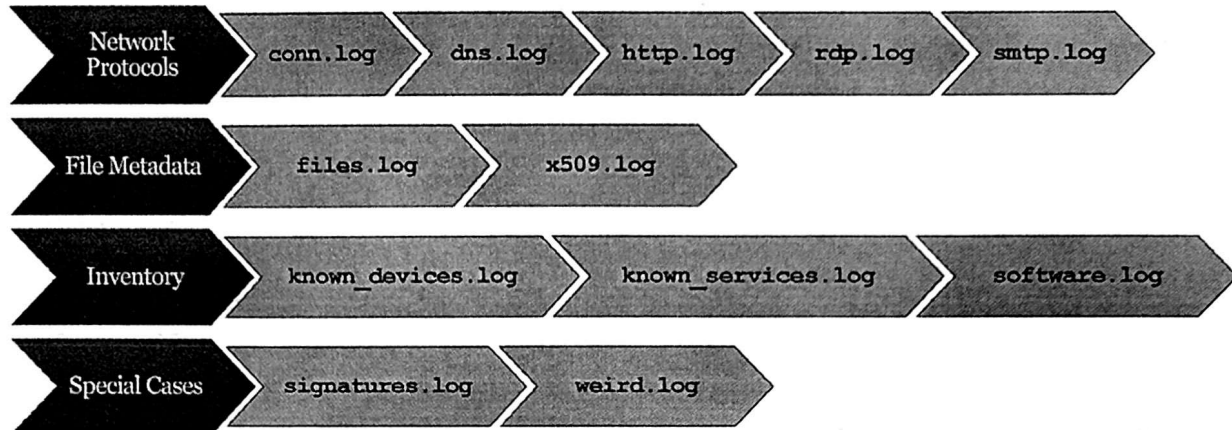 Network
Protocols
conn.log
dns.log
http.log
rdp.log
smtp.log
File Metadata
files.log
x509.log
Inventory
known_devices.log
known_services.log
software.log
Special Cases
signatures.log
weird.log